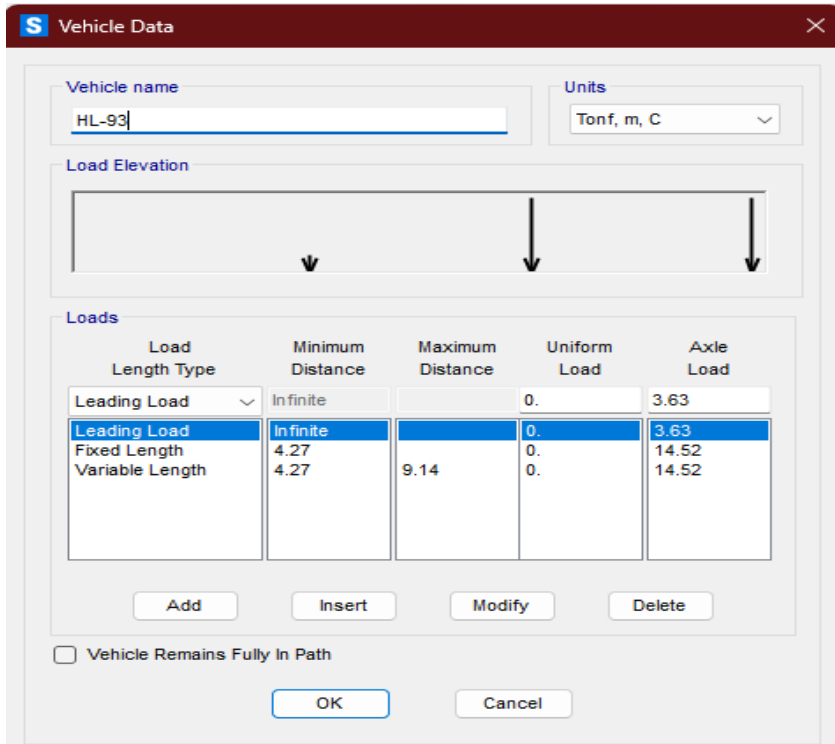 S Vehicle Data
Vehicle name Units
HL-93 Tonf, m, C
Load Elevation
Loads
Load Minimum Maximum Uniform Axle
Length Type Distance Distance Load Load
Leading Load Infinite 0. 3.63
Leading Load Infinite 0. 3.63
Fixed Length 4.27 0. 14.52
Variable Length 4.27 9.14 0. 14.52
Add Insert Modify Delete
Vehicle Remains Fully In Path
OK Cancel